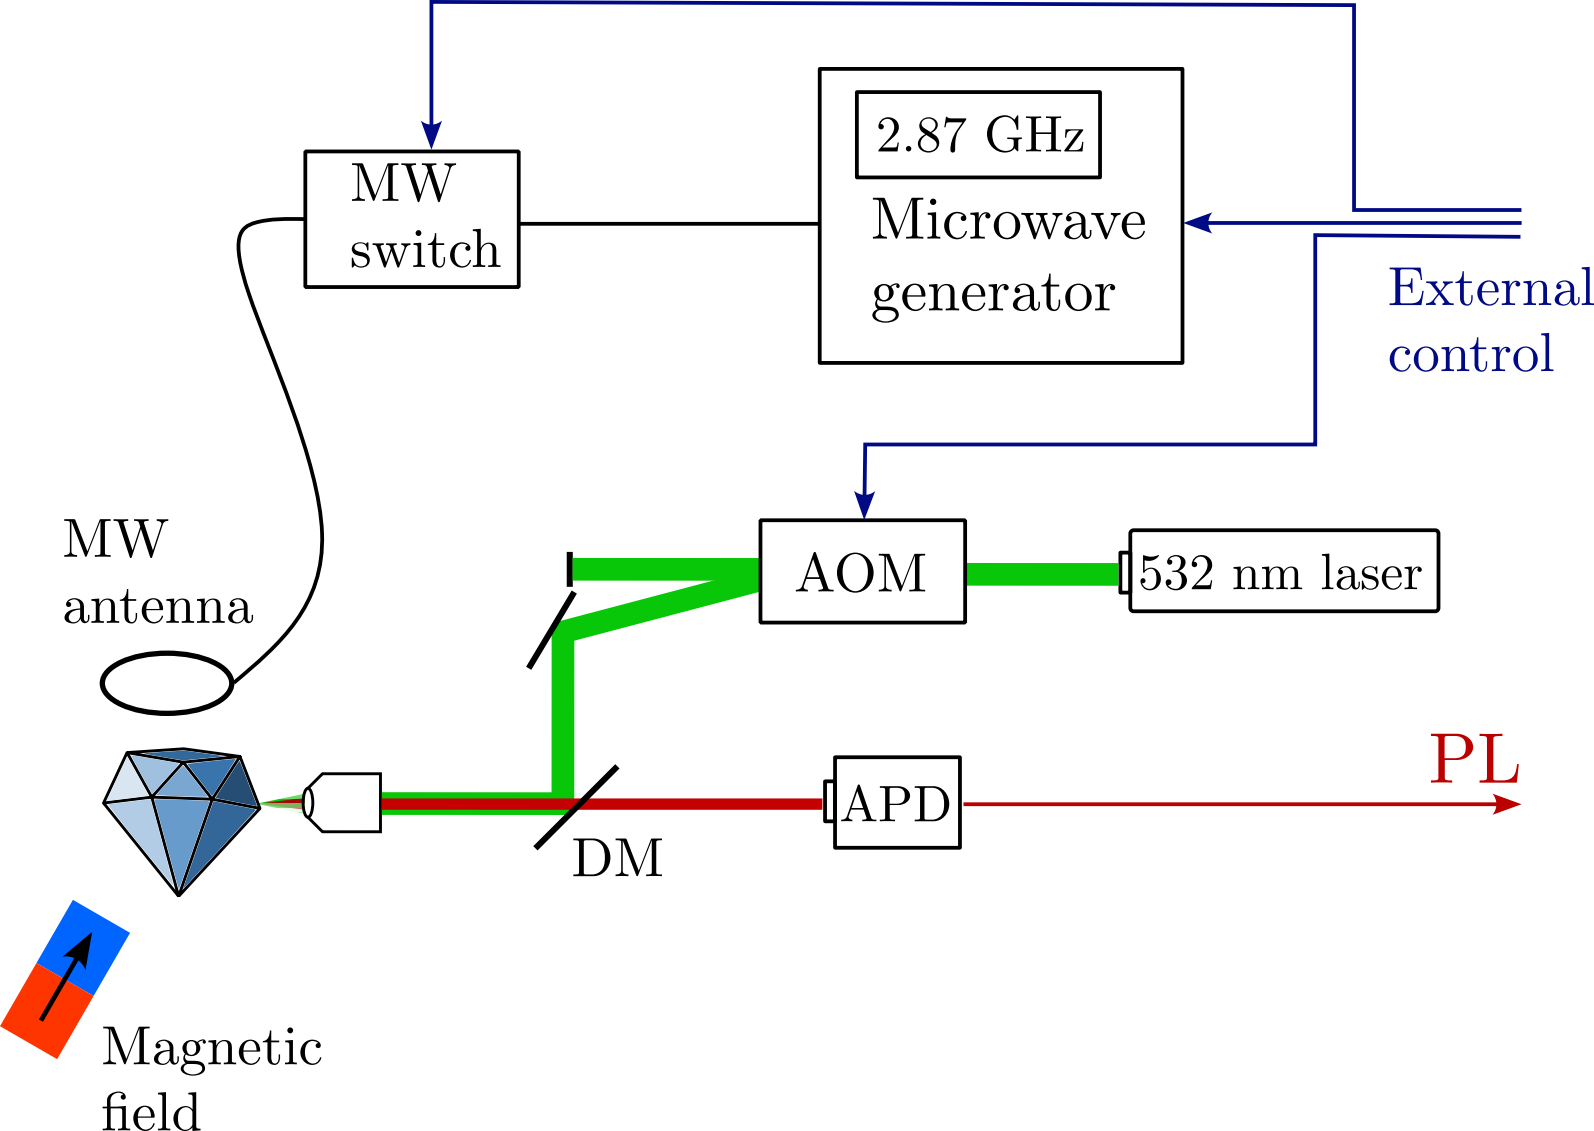 2.87 GHz
Microwave
generator
MW
switch
External
control
MW
antenna
AOM
532 nm laser
PL
APD
DM
Magnetic
field